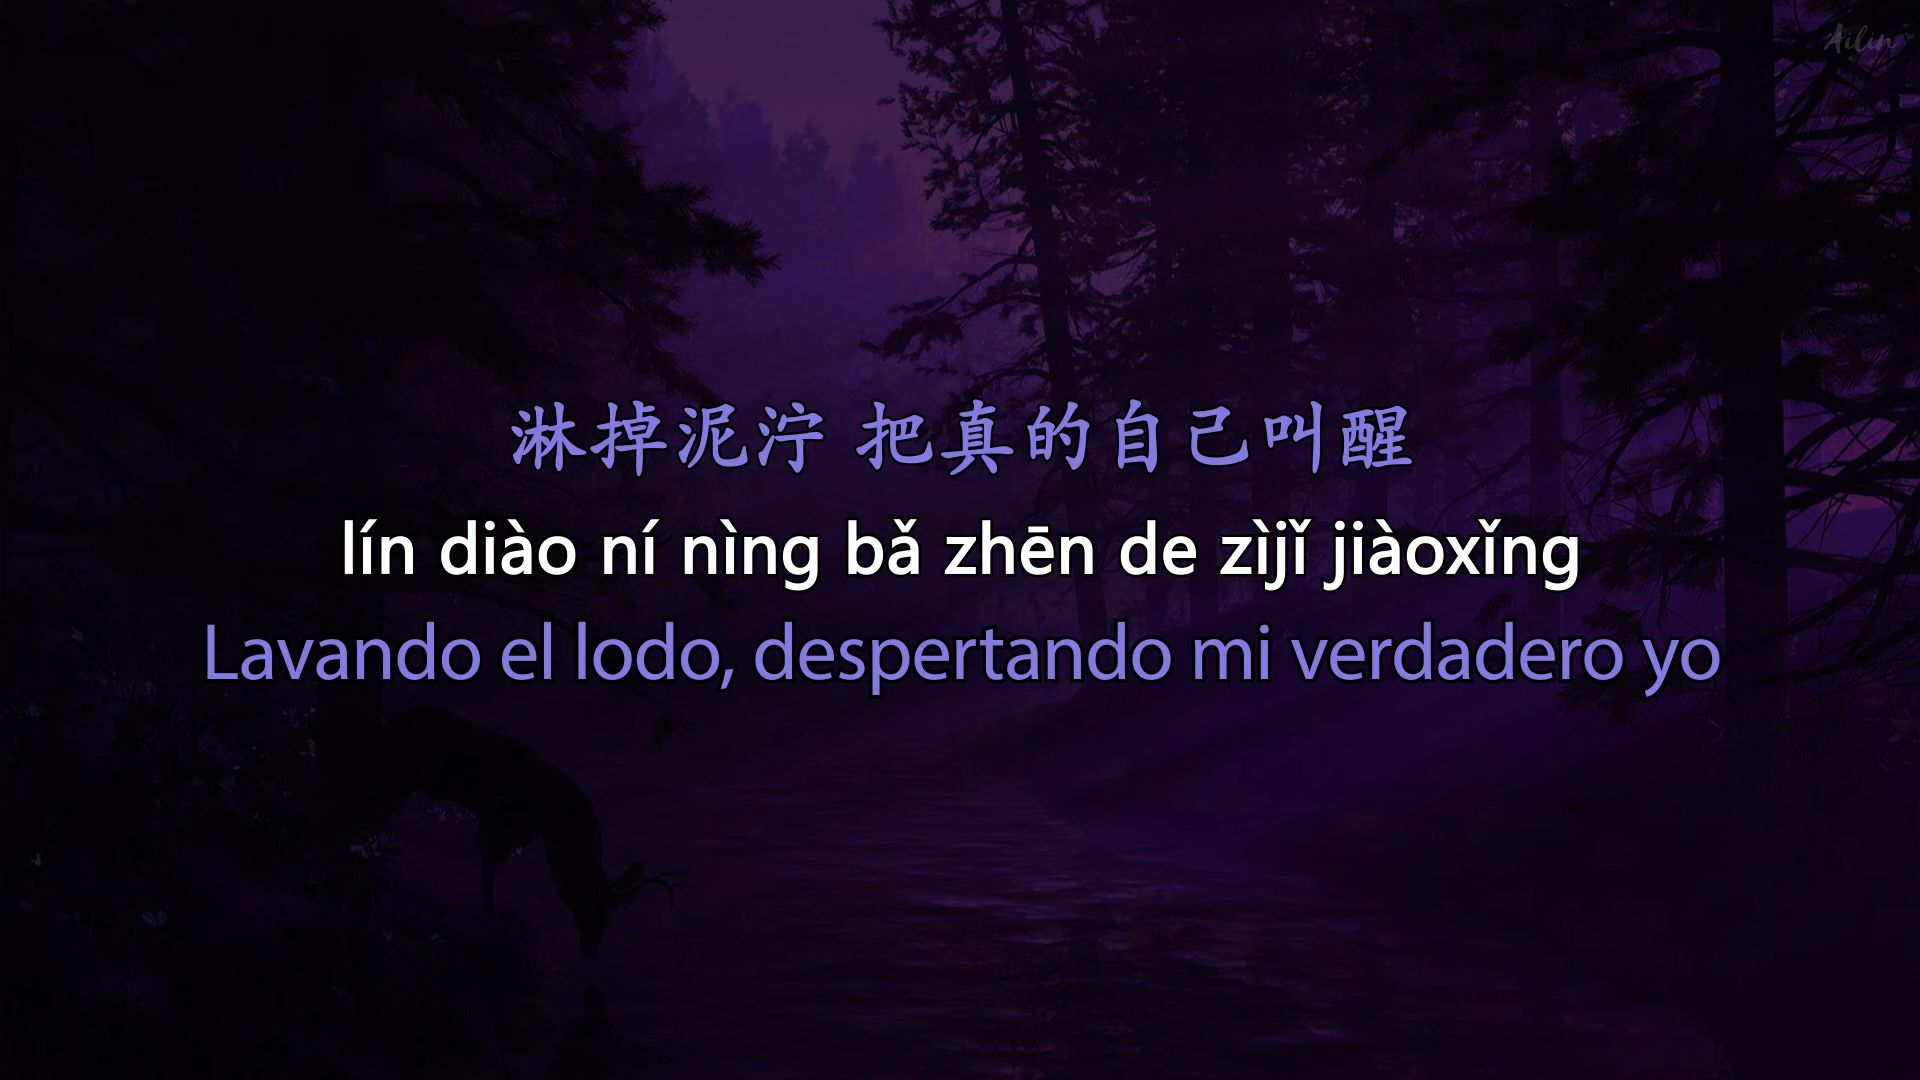 Ailin
淋掉泥泞 把真的自己叫醒
lín diào ní nìng bǎ zhēn de zìjǐ jiàoxǐng
Lavando el lodo, despertando mi verdadero yo